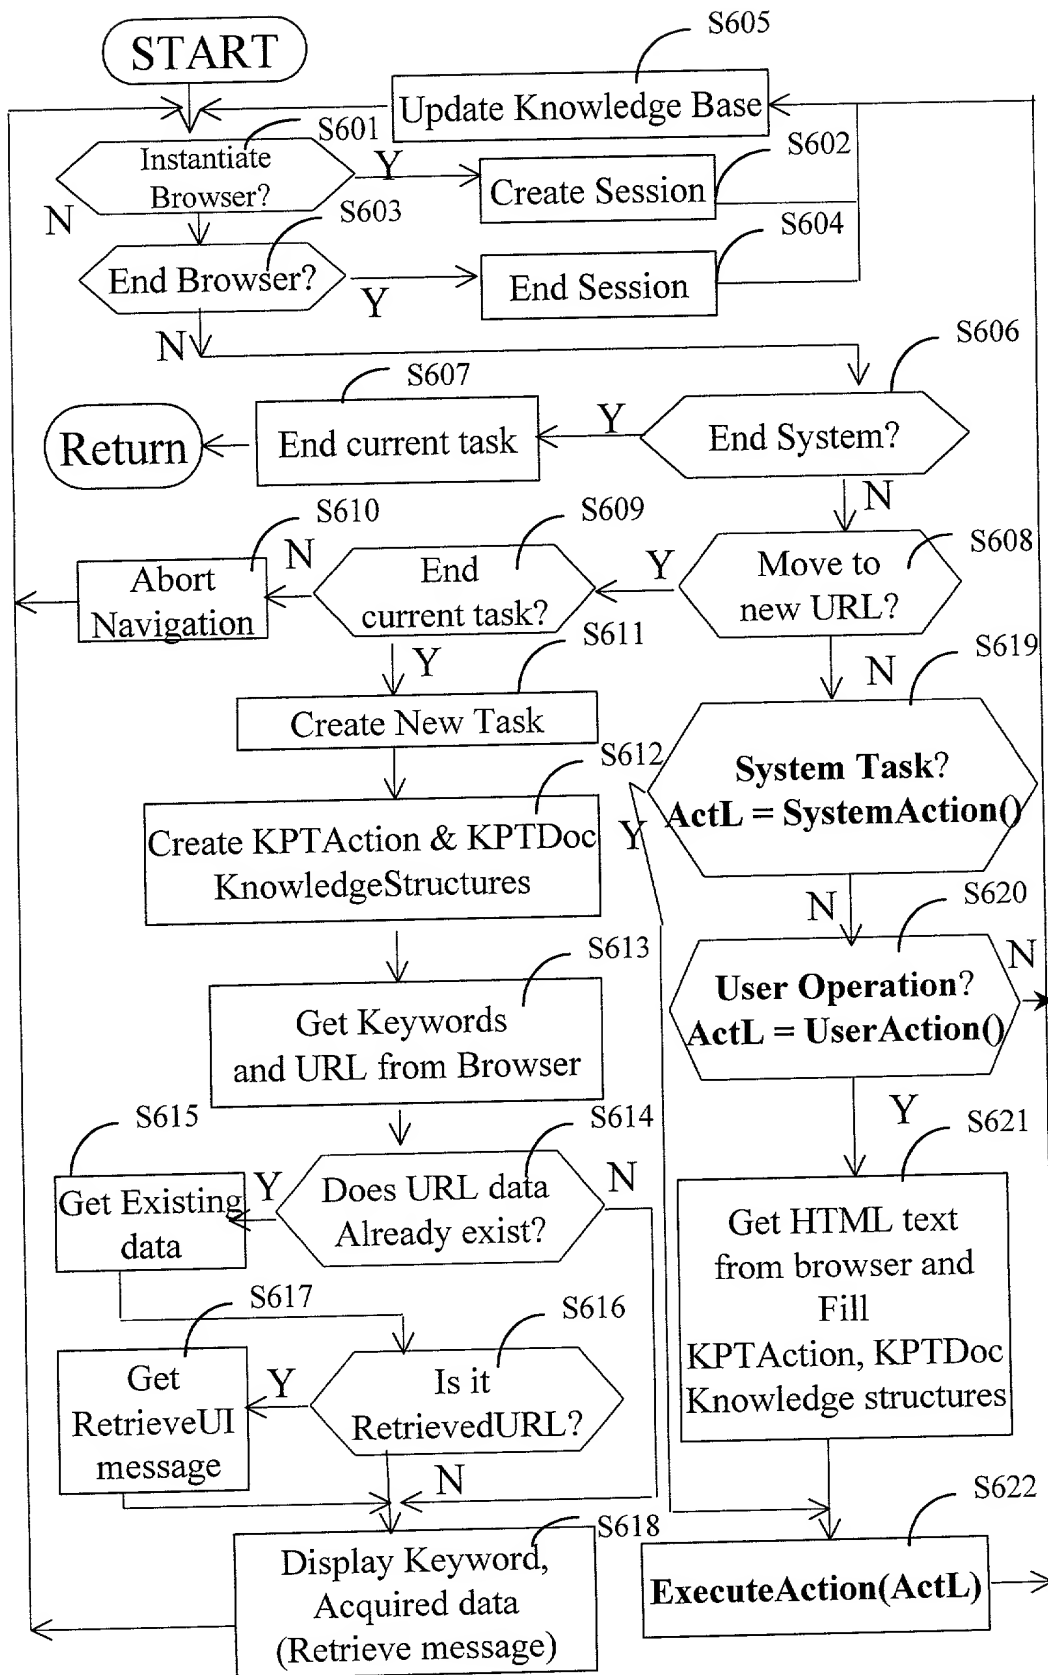 START
S605
Update Knowledge Base
S601
Instantiate
Browser?
Y
S602
Create Session
N
S603
End Browser?
Y
S604
End Session
N
S606
End System?
Y
S607
End current task
Return
N
S608
Move to
new URL?
Y
S609
End
current task?
N
S610
Abort
Navigation
Y
S611
Create New Task
N
S619
System Task?
ActL = SystemAction()
Y
S612
Create KPTAction & KPTDoc
KnowledgeStructures
N
S620
User Operation?
ActL = UserAction()
N
S613
Get Keywords
and URL from Browser
Y
S621
Get HTML text
from browser and
Fill
KPTAction, KPTDoc
Knowledge structures
S614
Does URL data
Already exist?
N
Y
S615
Get Existing
data
S616
Is it
RetrievedURL?
Y
S617
Get
RetrieveUI
message
N
S618
Display Keyword,
Acquired data
(Retrieve message)
S622
ExecuteAction(ActL)